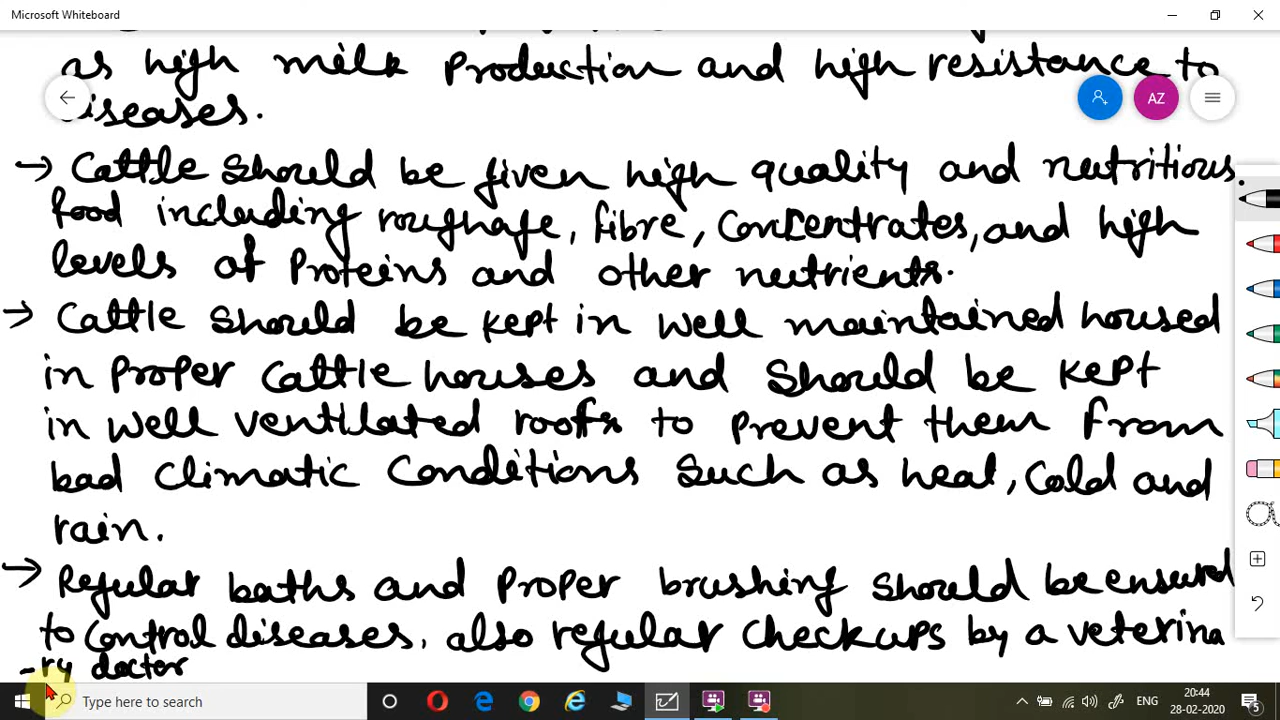 Microsoft Whiteboard
as high milk production and high resistance to
diseases.
AZ
→ Cattle should be given high quality and nutritious
food including roughage, fibre, concentrates, and high
levels of proteins and other nutrients.
→ Cattle should be kept in well maintained housed
in proper cattle houses and should be kept
in well ventilated roofs to prevent them from
bad climatic conditions such as heat, cold and
rain.
→ Regular baths and proper brushing should be ensured
to control diseases. also regular checkups by a veterina
-ry doctor
Type here to search
ENG
20:44
28-02-2020
5